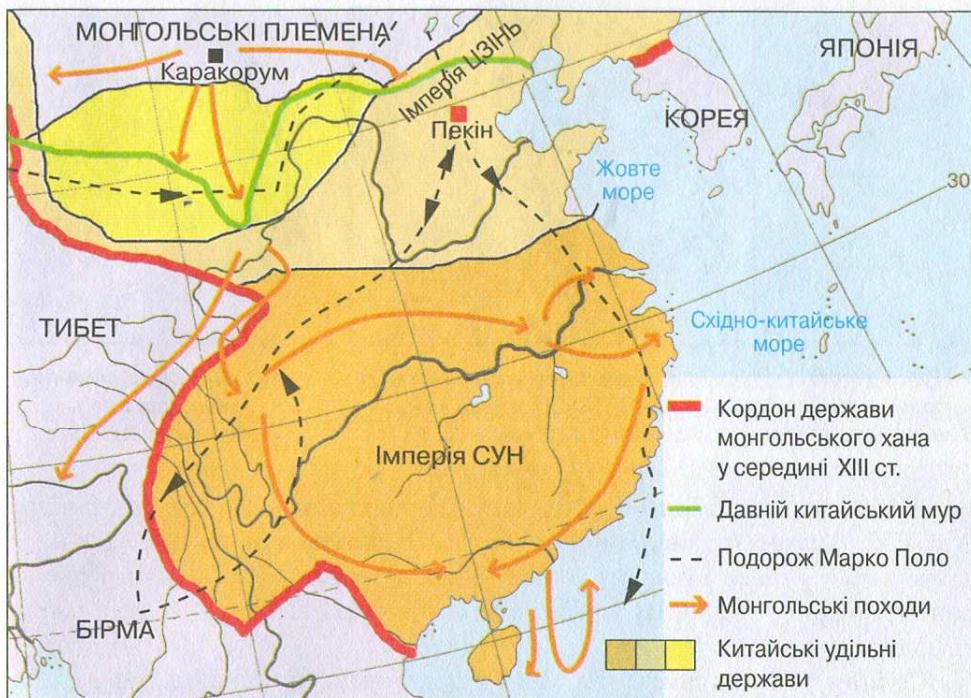 МОНГОЛЬСЬКІ ПЛЕМЕНА
Каракорум
Імперія ЦЗІНЬ
Пекін
ЯПОНІЯ
КОРЕЯ
Жовте
море
30
ТИБЕТ
Східно-китайське
море
Імперія СУН
БІРМА
Кордон держави
монгольського хана
у середині XIII ст.
Давній китайський мур
Подорож Марко Поло
Монгольські походи
Китайські удільні
держави